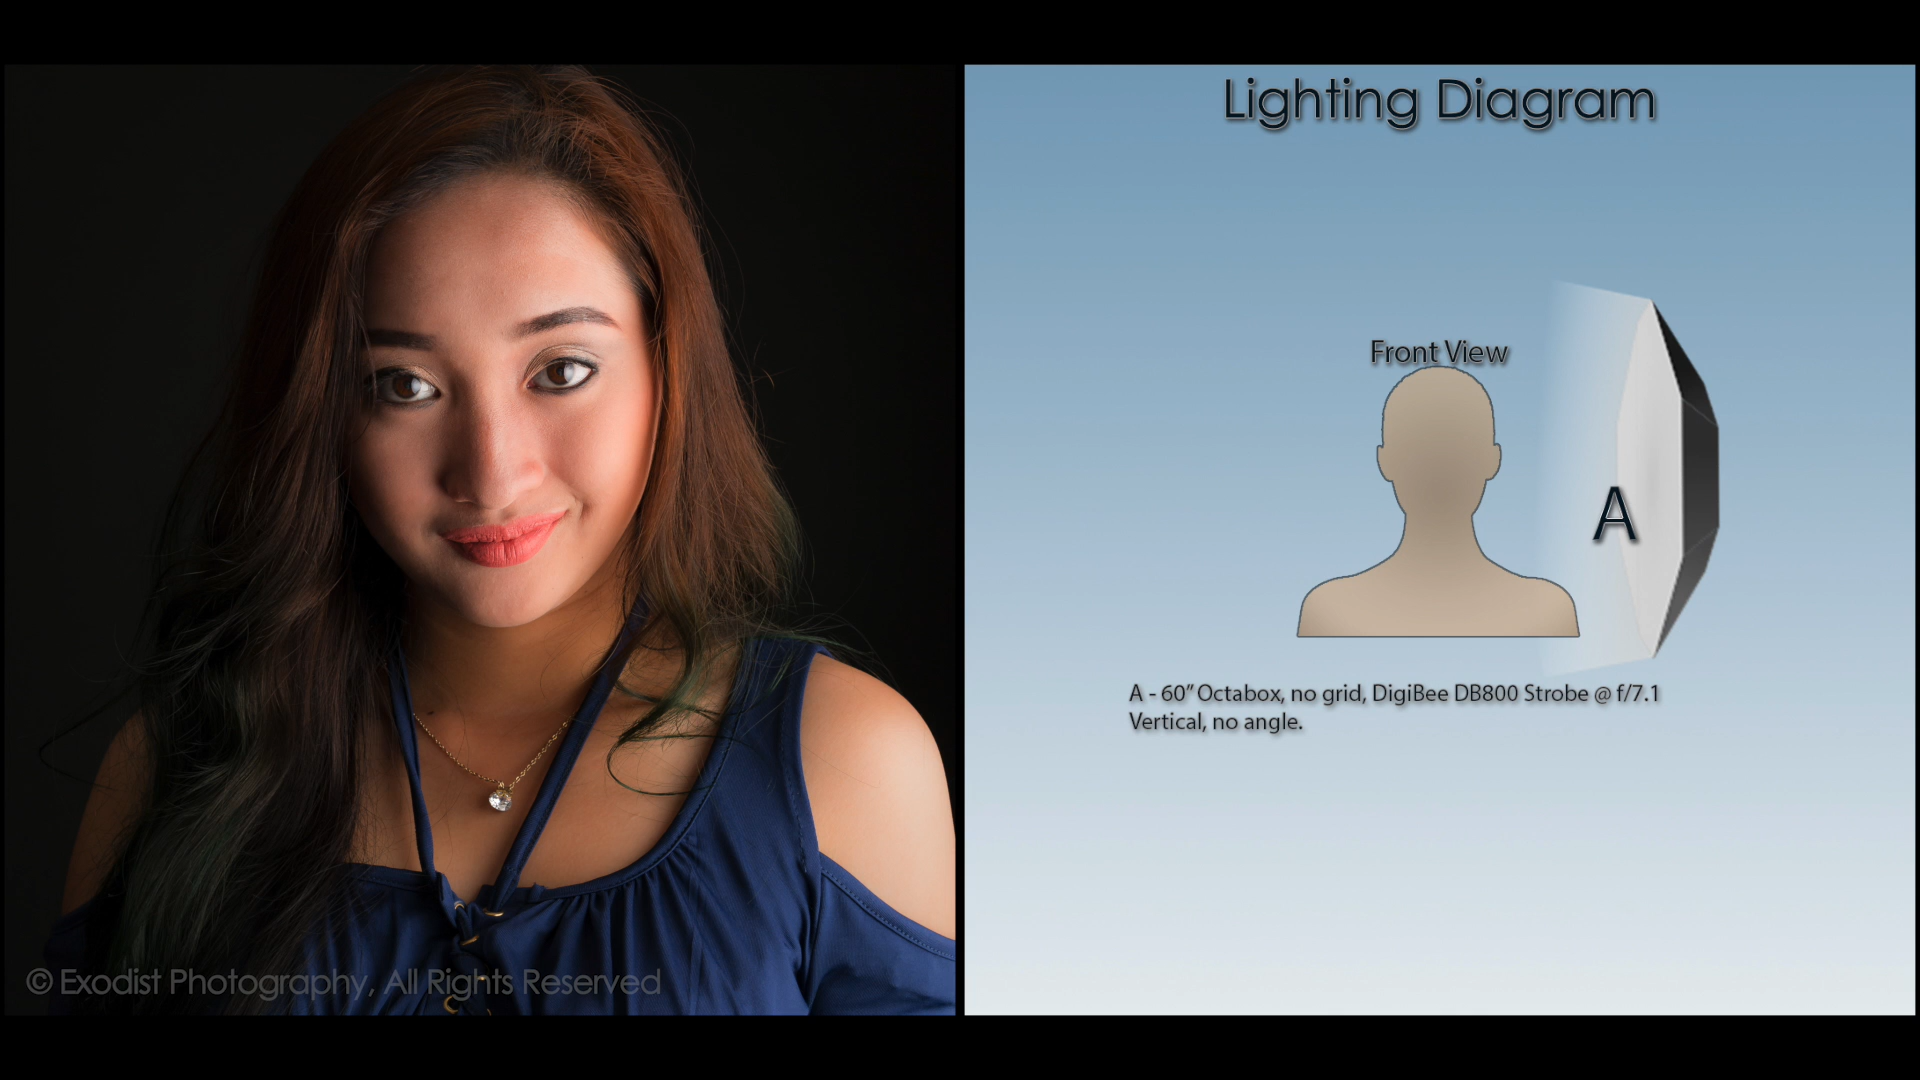 © Exodist Photography, All Rights Reserved
Lighting Diagram
Front View
A
A - 60" Octabox, no grid, DigiBee DB800 Strobe @ f/7.1
Vertical, no angle.